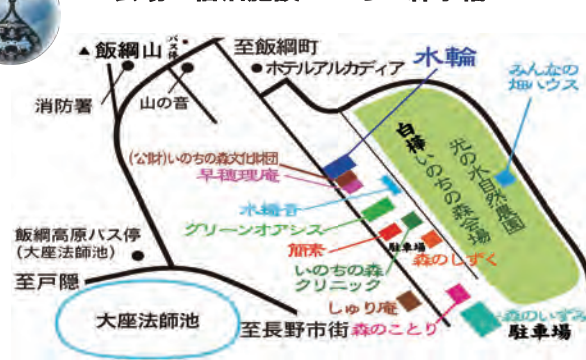 ▲飯綱山
バス停
至飯綱町
水輪
ホテルアルカディア
みんなの
畑ハウス
消防署
山の音
(公財)いのちの森文化財団
早穂理庵
白樺いのちの森会場
光の水自然農園
グリーンオアシス
簡素
駐車場
森のしずく
飯綱高原バス停
(大座法師池)
いのちの森
クリニック
至戸隠
しゅり庵
大座法師池
至長野市街
森のことり
森のいずみ
駐車場